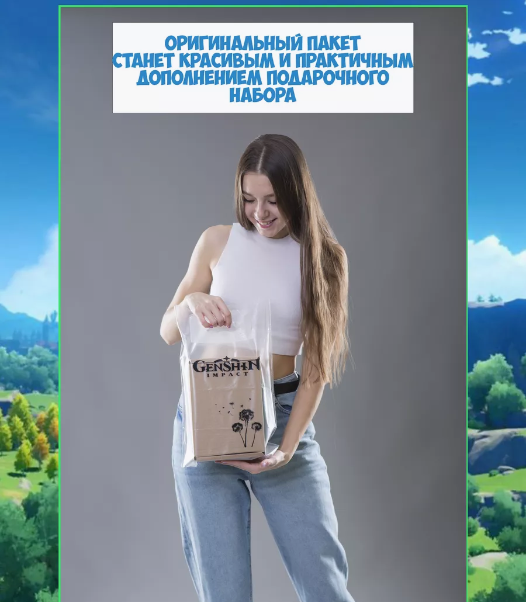 ОРИГИНАЛЬНЫЙ ПАКЕТ
СТАНЕТ КРАСИВЫМ И ПРАКТИЧНЫМ
ДОПОЛНЕНИЕМ ПОДАРОЧНОГО
НАБОРА
GENSHIN
IMPACT